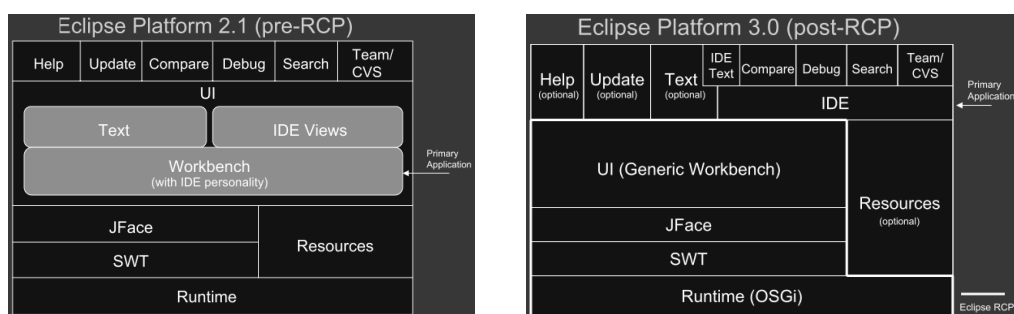 Eclipse Platform 2.1 (pre-RCP)
Help
Update
Compare
Debug
Search
Team/
CVS
UI
Text
IDE Views
Workbench
(with IDE personality)
Primary
Application
JFace
SWT
Resources
Runtime
Eclipse Platform 3.0 (post-RCP)
Help
(optional)
Update
(optional)
Text
(optional)
IDE
Text
Compare
Debug
Search
Team/
CVS
IDE
Primary
Application
UI (Generic Workbench)
JFace
SWT
Resources
(optional)
Runtime (OSGi)
Eclipse RCP